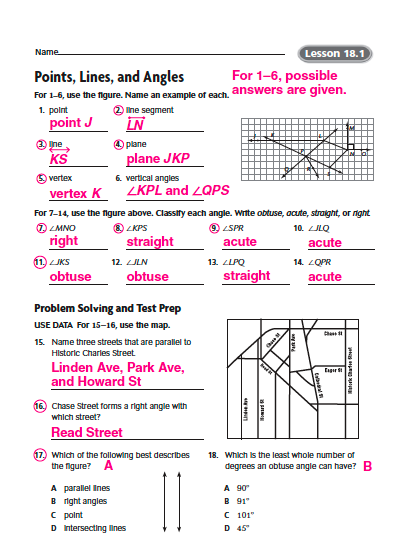 Name
Lesson 18.1
Points, Lines, and Angles
For 1–6, possible
answers are given.
For 1–6, use the figure. Name an example of each.
1. point
point J
2. line segment
LN
3. line
KS
4. plane
plane JKP
5. vertex
vertex K
6. vertical angles
∠KPL and ∠QPS
For 7–14, use the figure above. Classify each angle. Write obtuse, acute, straight, or right.
7. ∠MNO
right
8. ∠KPS
straight
9. ∠SPR
acute
10. ∠JLQ
acute
11. ∠JKS
obtuse
12. ∠JLN
obtuse
13. ∠LPQ
straight
14. ∠QPR
acute
Problem Solving and Test Prep
USE DATA For 15–16, use the map.
15. Name three streets that are parallel to
Historic Charles Street.
Linden Ave, Park Ave,
and Howard St
16. Chase Street forms a right angle with
which street?
Read Street
Chase St
Chase St
Park Ave
Read St
Eager St
Cathedral St
Historic Charles Street
Linden Ave
Howard St
17. Which of the following best describes
the figure? A
A parallel lines
B right angles
C point
D intersecting lines
18. Which is the least whole number of
degrees an obtuse angle can have? B
A 90°
B 91°
C 101°
D 45°